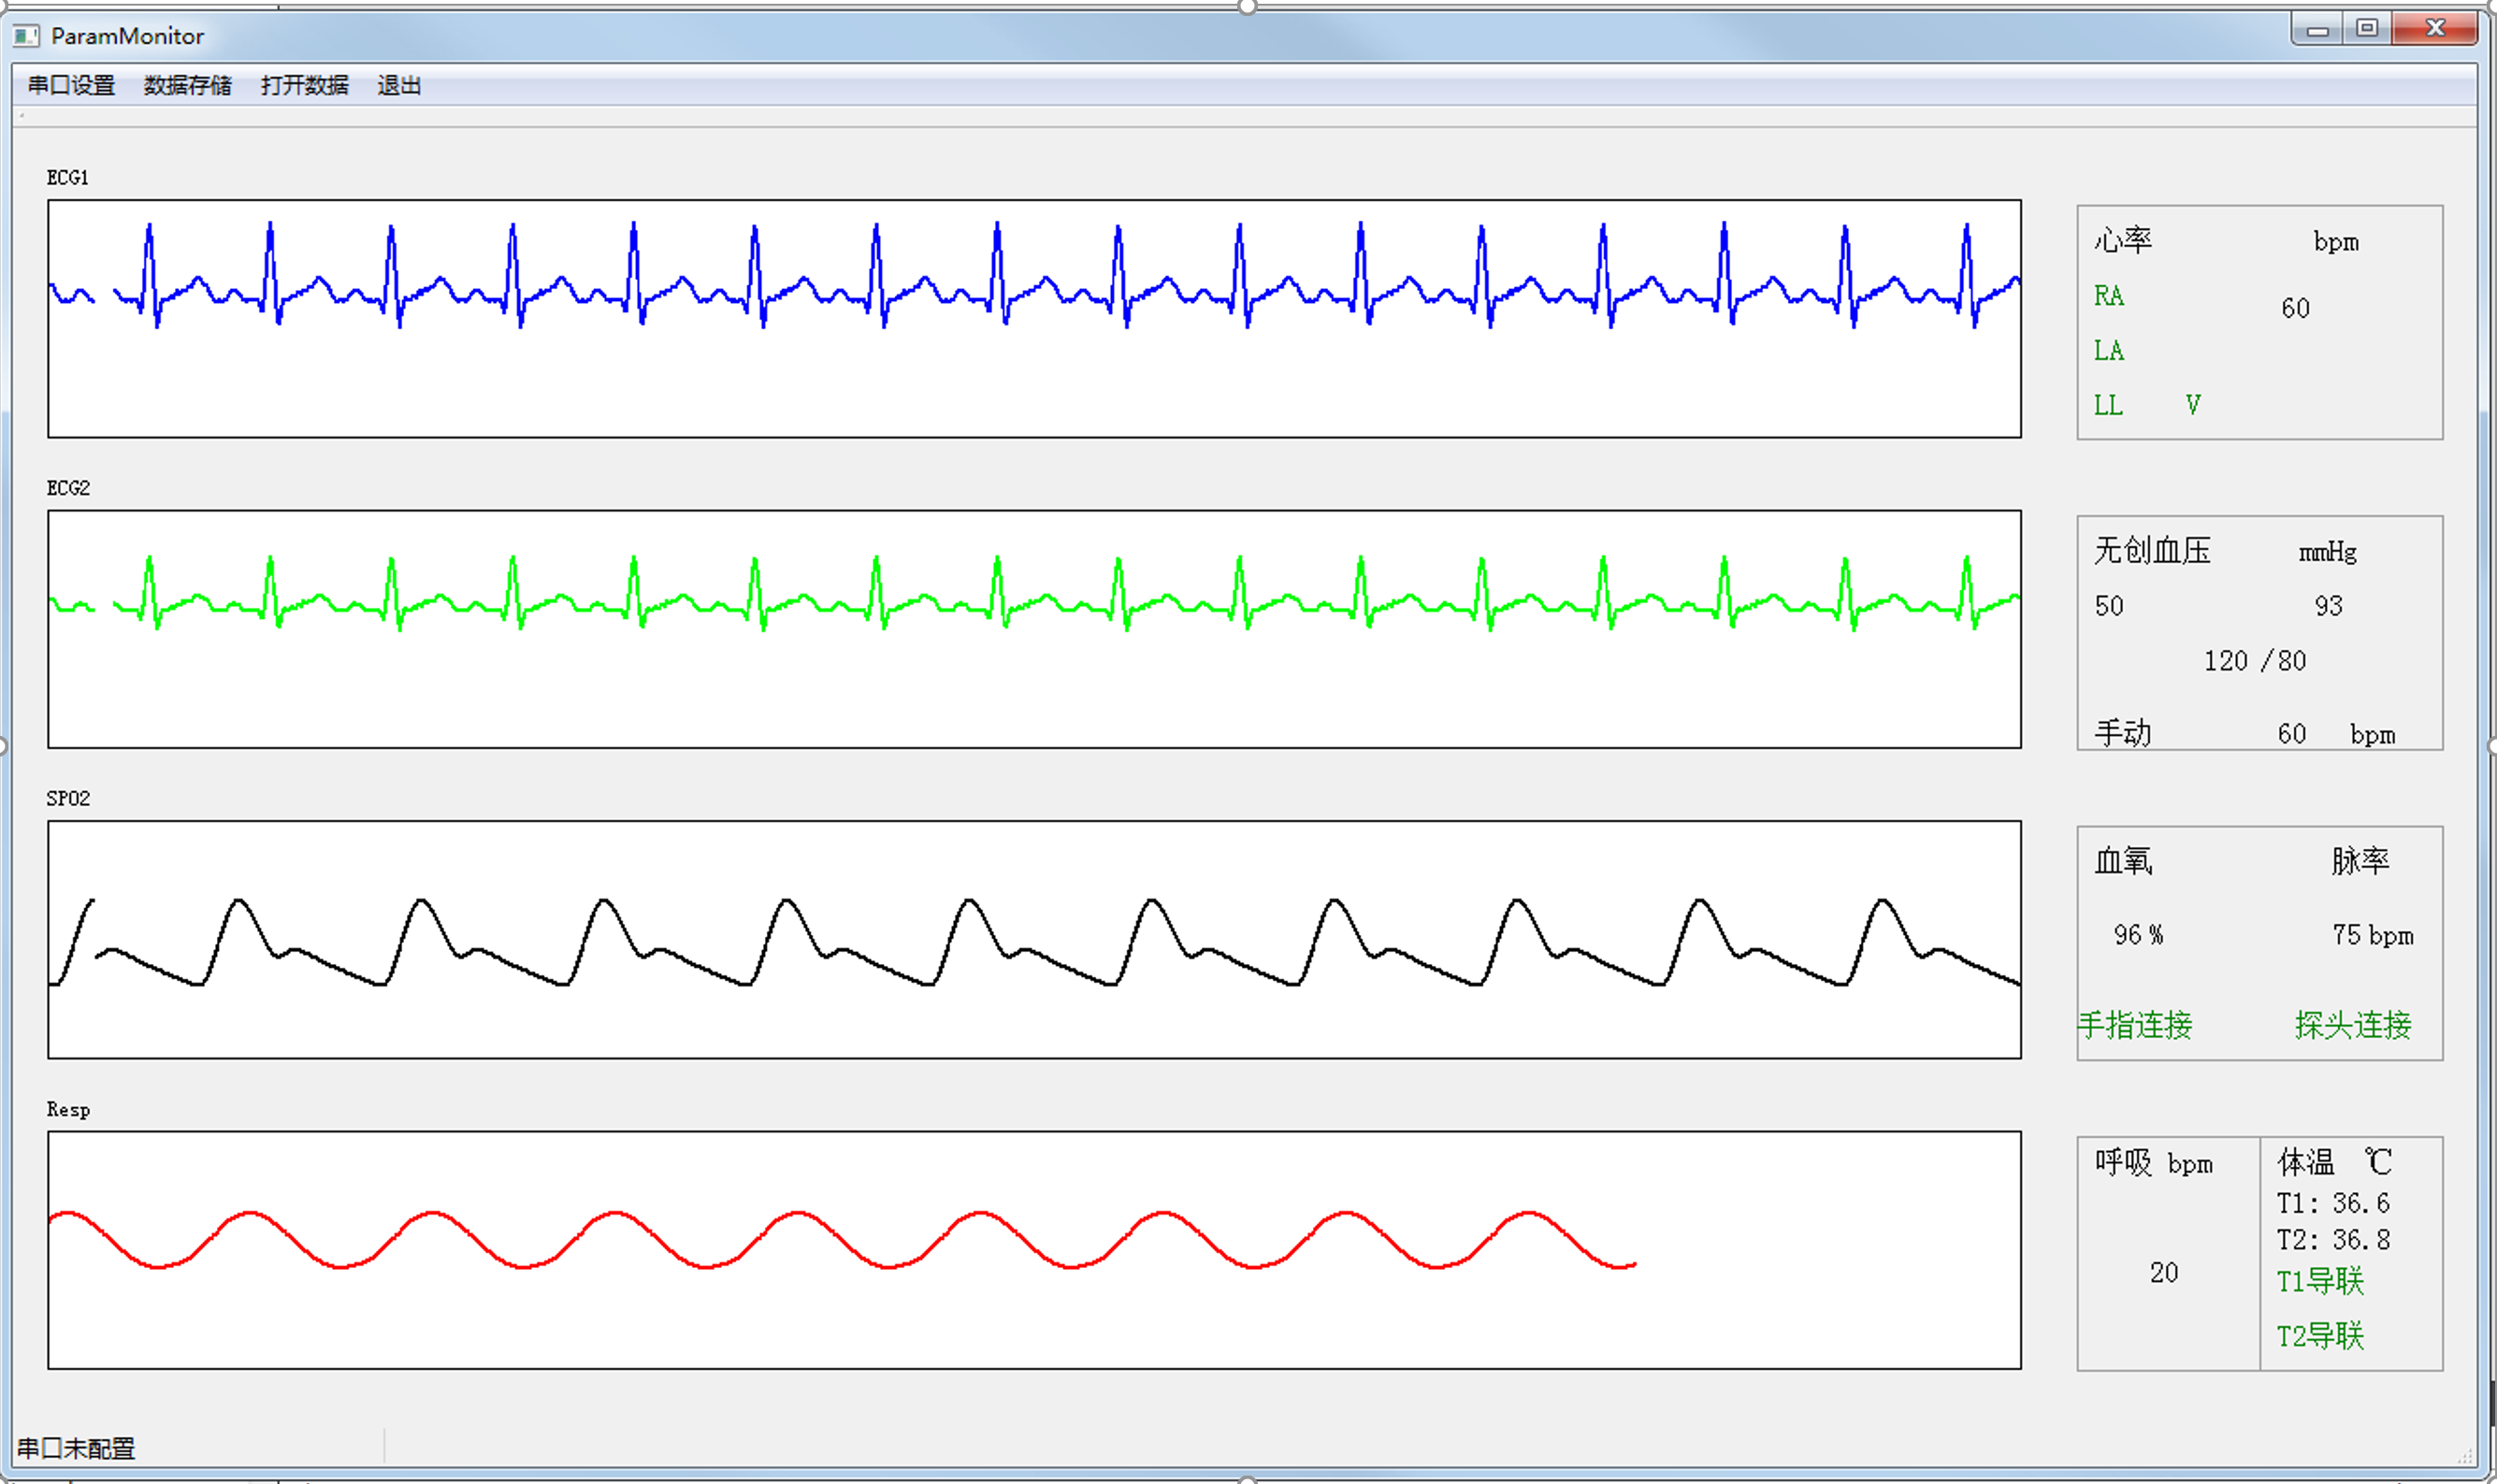 ParamMonitor
串口设置 数据存储 打开数据 退出
ECG1
心率 bpm
RA
60
LA
LL V
ECG2
无创血压 mmHg
50 93
120 /80
手动 60 bpm
SPO2
血氧 脉率
96 % 75 bpm
手指连接 探头连接
Resp
呼吸 bpm
20
体温 ℃
T1: 36.6
T2: 36.8
T1导联
T2导联
串口未配置